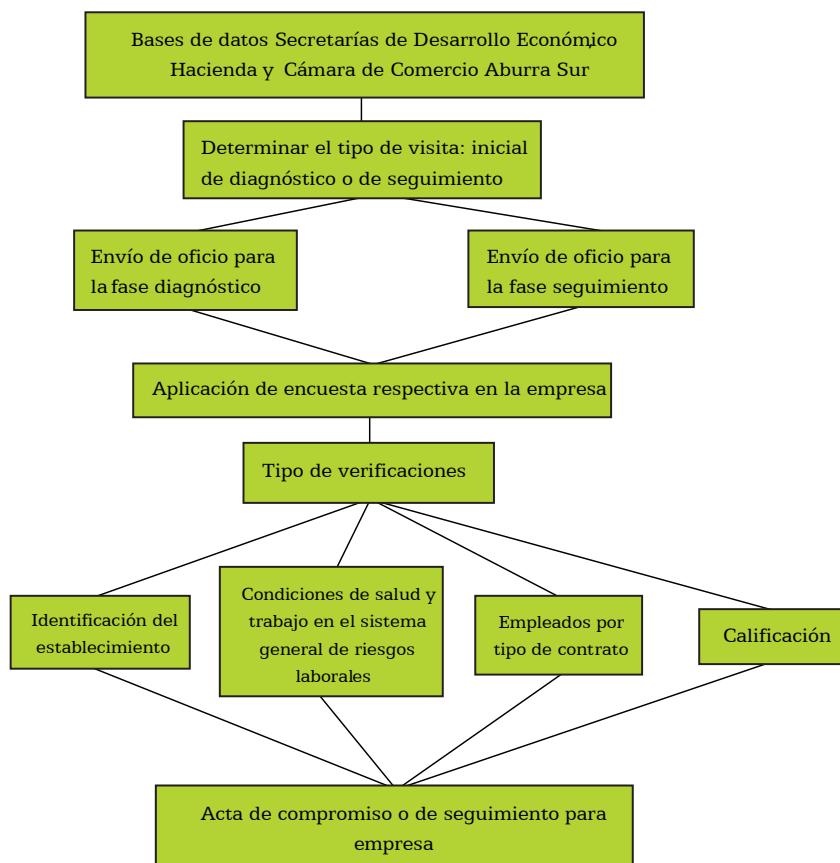 Bases de datos Secretarías de Desarrollo Económico,
Hacienda y Cámara de Comercio Aburra Sur
Determinar el tipo de visita: inicial
de diagnóstico o de seguimiento
Envío de oficio para
la fase diagnóstico
Envío de oficio para
la fase seguimiento
Aplicación de encuesta respectiva en la empresa
Tipo de verificaciones
Identificación del
establecimiento
Condiciones de salud y
trabajo en el sistema
general de riesgos
laborales
Empleados por
tipo de contrato
Calificación
Acta de compromiso o de seguimiento para
empresa